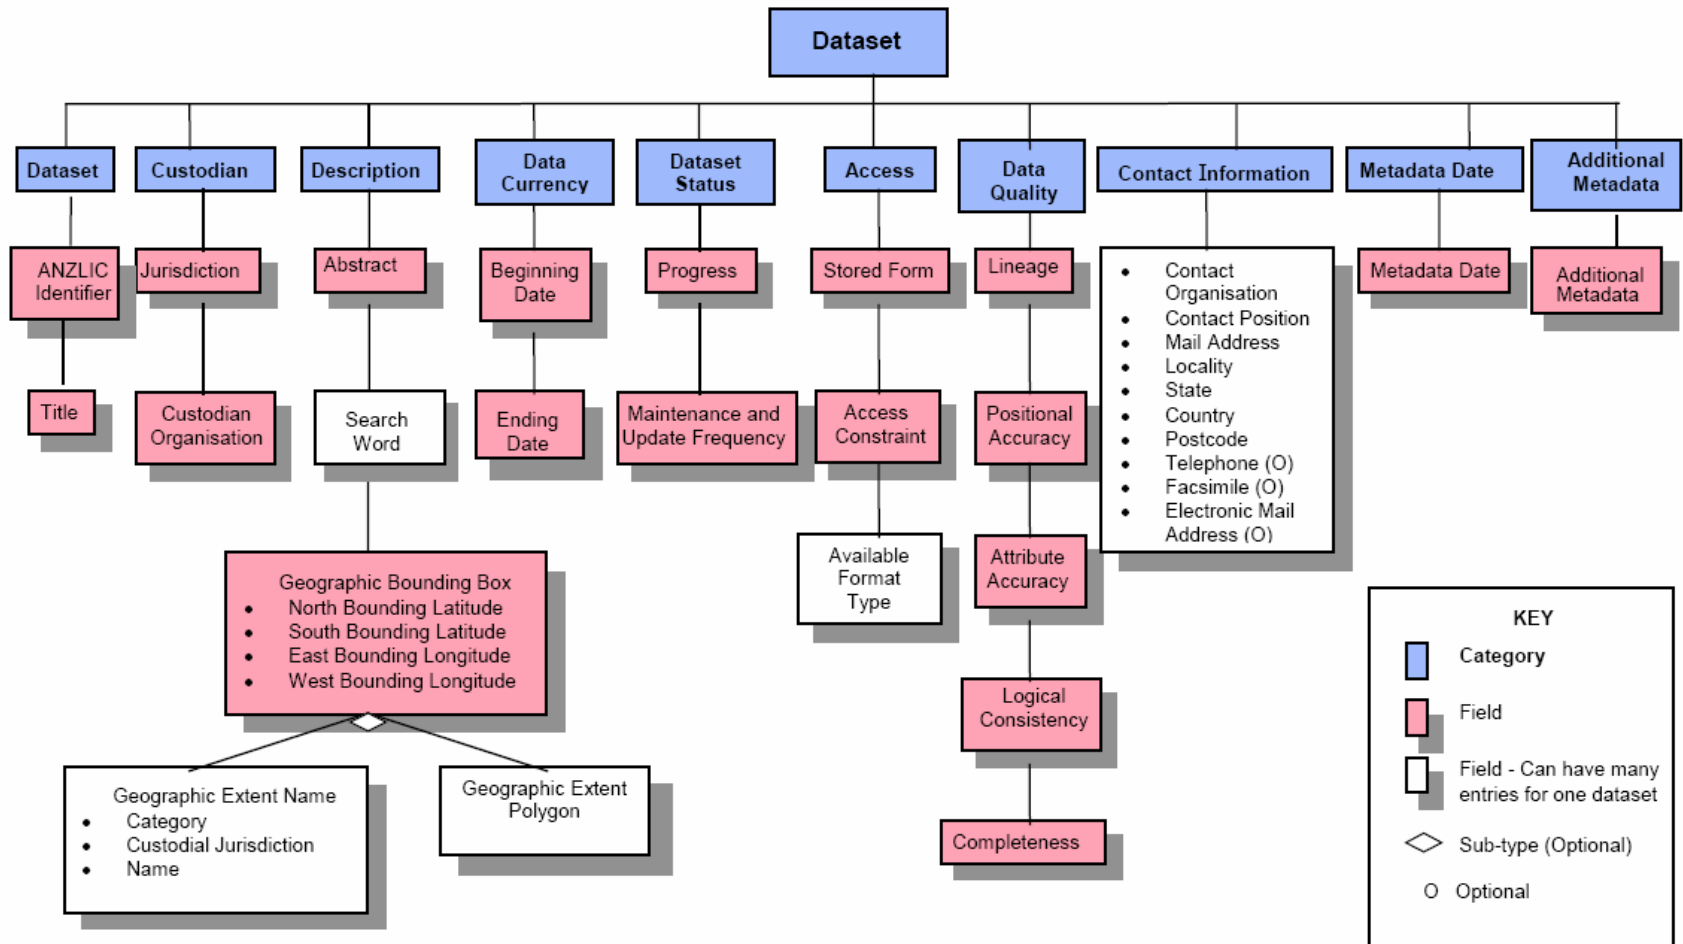 Dataset
Dataset
Custodian
Description
Data
Currency
Dataset
Status
Access
Data
Quality
Contact Information
Metadata Date
Additional
Metadata
ANZLIC
Identifier
Jurisdiction
Abstract
Beginning
Date
Progress
Stored Form
Lineage
Contact
Organisation
Contact Position
Mail Address
Locality
State
Country
Postcode
Telephone (O)
Facsimile (O)
Electronic Mail
Address (O)
Metadata Date
Additional
Metadata
Title
Custodian
Organisation
Search
Word
Ending
Date
Maintenance and
Update Frequency
Access
Constraint
Positional
Accuracy
Available
Format
Type
Attribute
Accuracy
Geographic Bounding Box
North Bounding Latitude
South Bounding Latitude
East Bounding Longitude
West Bounding Longitude
Logical
Consistency
Geographic Extent Name
Category
Custodial Jurisdiction
Name
Geographic Extent
Polygon
Completeness
KEY
Category
Field
Field - Can have many
entries for one dataset
Sub-type (Optional)
O Optional